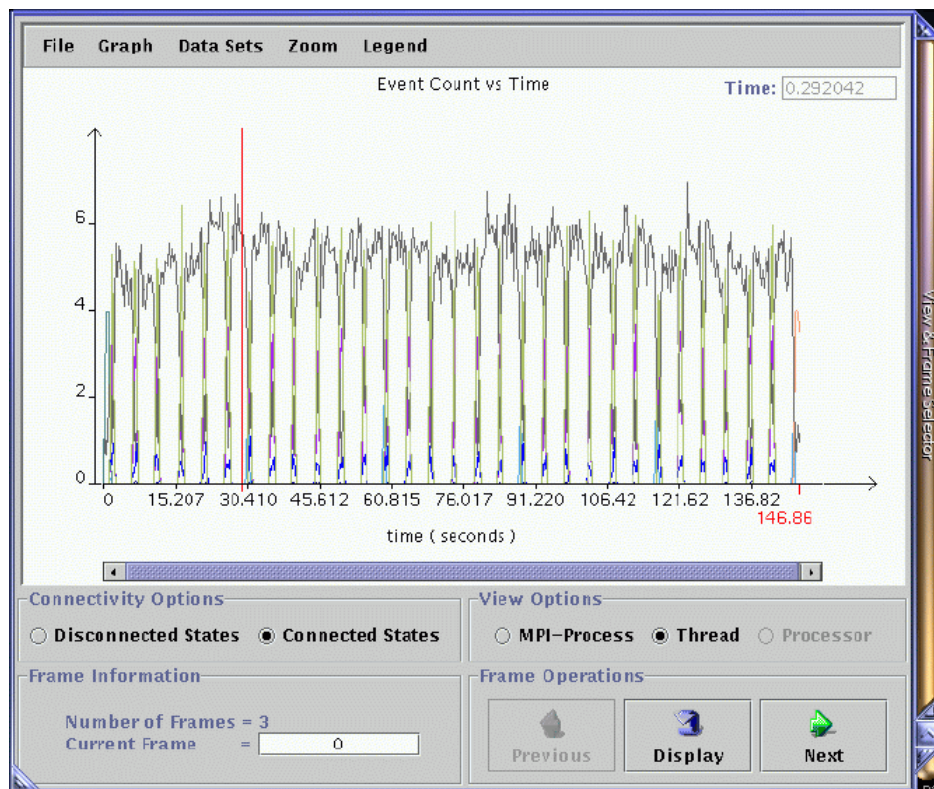 File Graph Data Sets Zoom Legend
Event Count vs Time
Time: 0.292042
6
4
2
0
0 15.207 30.410 45.612 60.815 76.017 91.220 106.42 121.62 136.82
146.86
time ( seconds )
Connectivity Options
Disconnected States Connected States
View Options
MPI-Process Thread Processor
Frame Information
Number of Frames = 3
Current Frame = 0
Frame Operations
Previous Display Next
View & Frame Selector